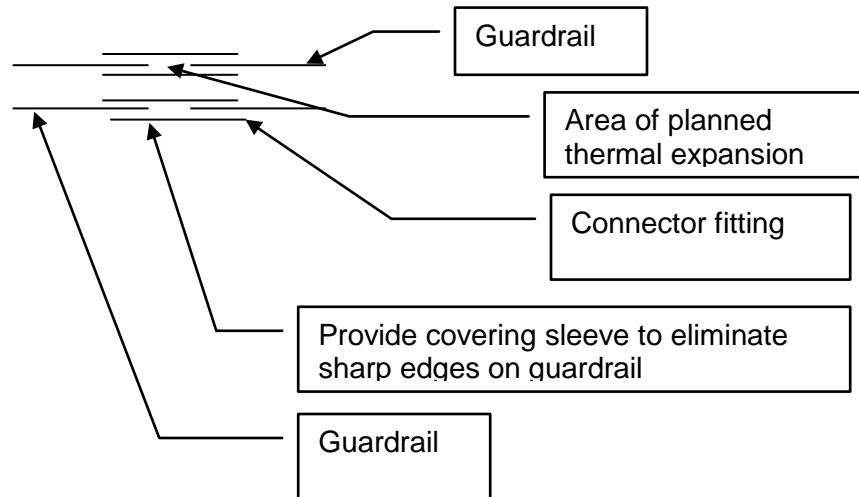 Guardrail
Area of planned
thermal expansion
Connector fitting
Provide covering sleeve to eliminate
sharp edges on guardrail
Guardrail